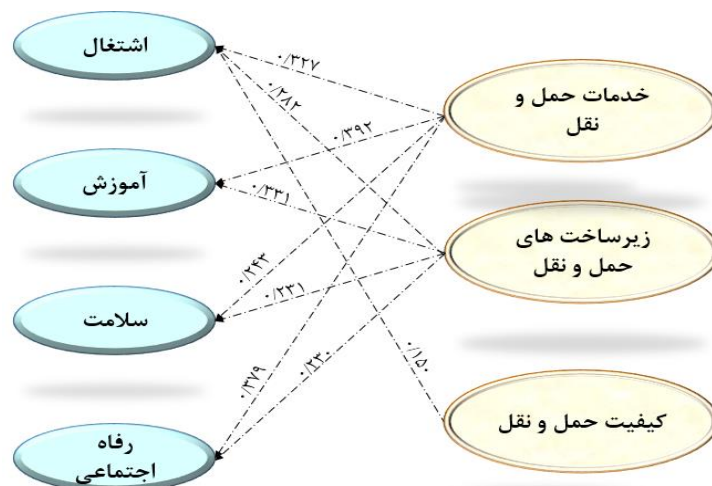 اشتغال
آموزش
سلامت
رفاه
اجتماعی
خدمات حمل و
نقل
زیرساخت های
حمل و نقل
کیفیت حمل و نقل
۰/۳۲۷
۰/۲۸۲
۰/۳۹۲
۰/۳۳۱
۰/۲۴۳
۰/۲۳۱
۰/۳۷۹
۰/۲۳۰
۰/۱۵۰